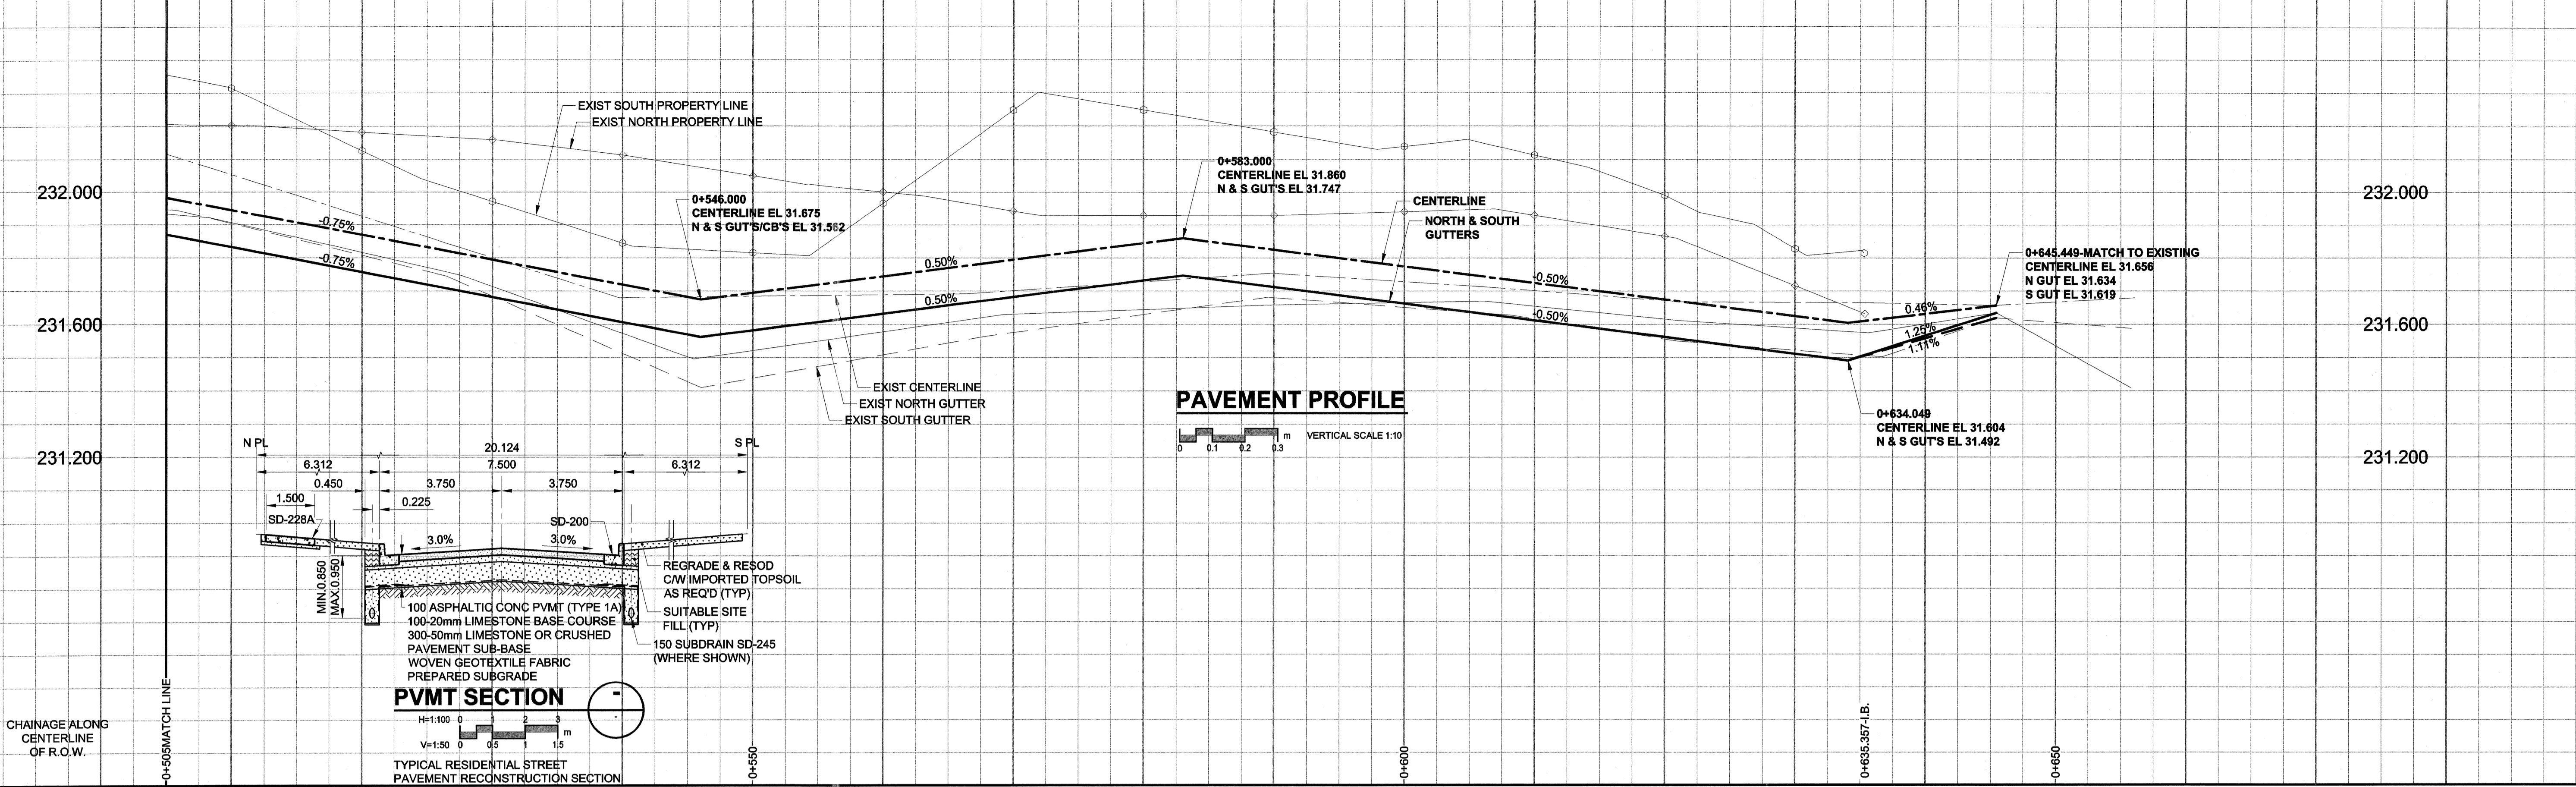 EXIST SOUTH PROPERTY LINE
EXIST NORTH PROPERTY LINE
232.000
232.000
-0.75%
-0.75%
0+546.000
CENTERLINE EL 31.675
N & S GUT'S/CB'S EL 31.562
0.50%
0.50%
0+583.000
CENTERLINE EL 31.860
N & S GUT'S EL 31.747
CENTERLINE
NORTH & SOUTH
GUTTERS
-0.50%
-0.50%
0+645.449-MATCH TO EXISTING
CENTERLINE EL 31.656
N GUT EL 31.634
S GUT EL 31.619
0.46%
1.25%
1.11%
231.600
231.600
EXIST CENTERLINE
EXIST NORTH GUTTER
EXIST SOUTH GUTTER
PAVEMENT PROFILE
0 0.1 0.2 0.3 m VERTICAL SCALE 1:10
0+634.049
CENTERLINE EL 31.604
N & S GUT'S EL 31.492
231.200
231.200
N PL
20.124
S PL
6.312
7.500
6.312
0.450
3.750
3.750
1.500
0.225
SD-228A
SD-200
3.0%
3.0%
MIN.0.850
MAX.0.950
REGRADE & RESOD
C/W IMPORTED TOPSOIL
AS REQ'D (TYP)
SUITABLE SITE
FILL (TYP)
150 SUBDRAIN SD-245
(WHERE SHOWN)
100 ASPHALTIC CONC PVMT (TYPE 1A)
100-20mm LIMESTONE BASE COURSE
300-50mm LIMESTONE OR CRUSHED
PAVEMENT SUB-BASE
WOVEN GEOTEXTILE FABRIC
PREPARED SUBGRADE
PVMT SECTION
-
-
H=1:100 0 1 2 3
m
V=1:50 0 0.5 1 1.5
TYPICAL RESIDENTIAL STREET
PAVEMENT RECONSTRUCTION SECTION
CHAINAGE ALONG
CENTERLINE
OF R.O.W.
0+505MATCH LINE
0+550
0+600
0+635.357-I.B.
0+650